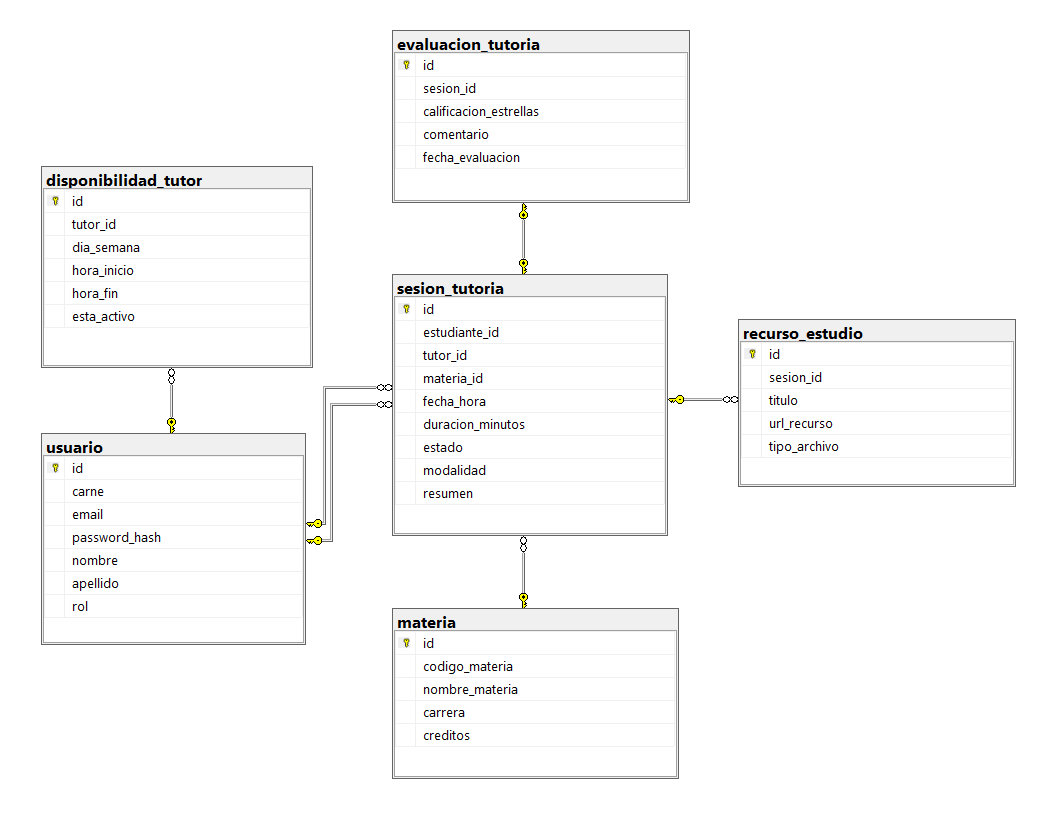 evaluacion_tutoria
id
sesion_id
calificacion_estrellas
comentario
fecha_evaluacion
disponibilidad_tutor
id
tutor_id
dia_semana
hora_inicio
hora_fin
esta_activo
sesion_tutoria
id
estudiante_id
tutor_id
materia_id
fecha_hora
duracion_minutos
estado
modalidad
resumen
recurso_estudio
id
sesion_id
titulo
url_recurso
tipo_archivo
usuario
id
carne
email
password_hash
nombre
apellido
rol
materia
id
codigo_materia
nombre_materia
carrera
creditos